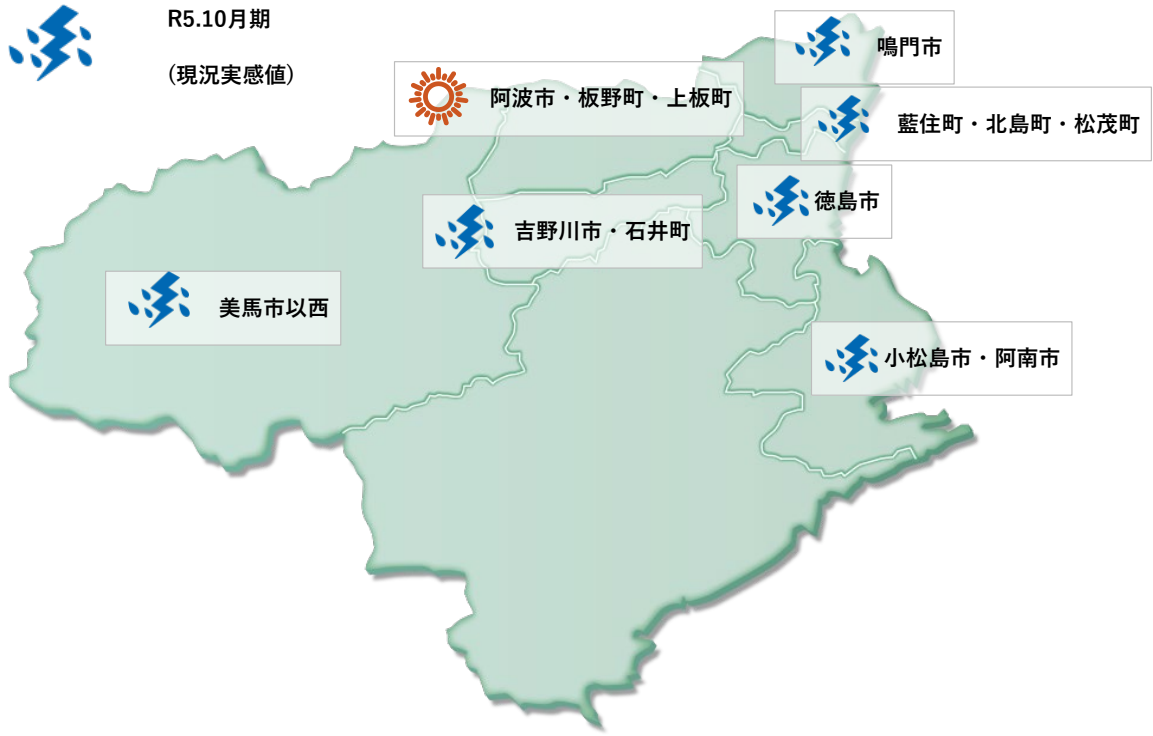 R5.10月期
(現況実感値)
鳴門市
阿波市・板野町・上板町
藍住町・北島町・松茂町
徳島市
吉野川市・石井町
美馬市以西
小松島市・阿南市